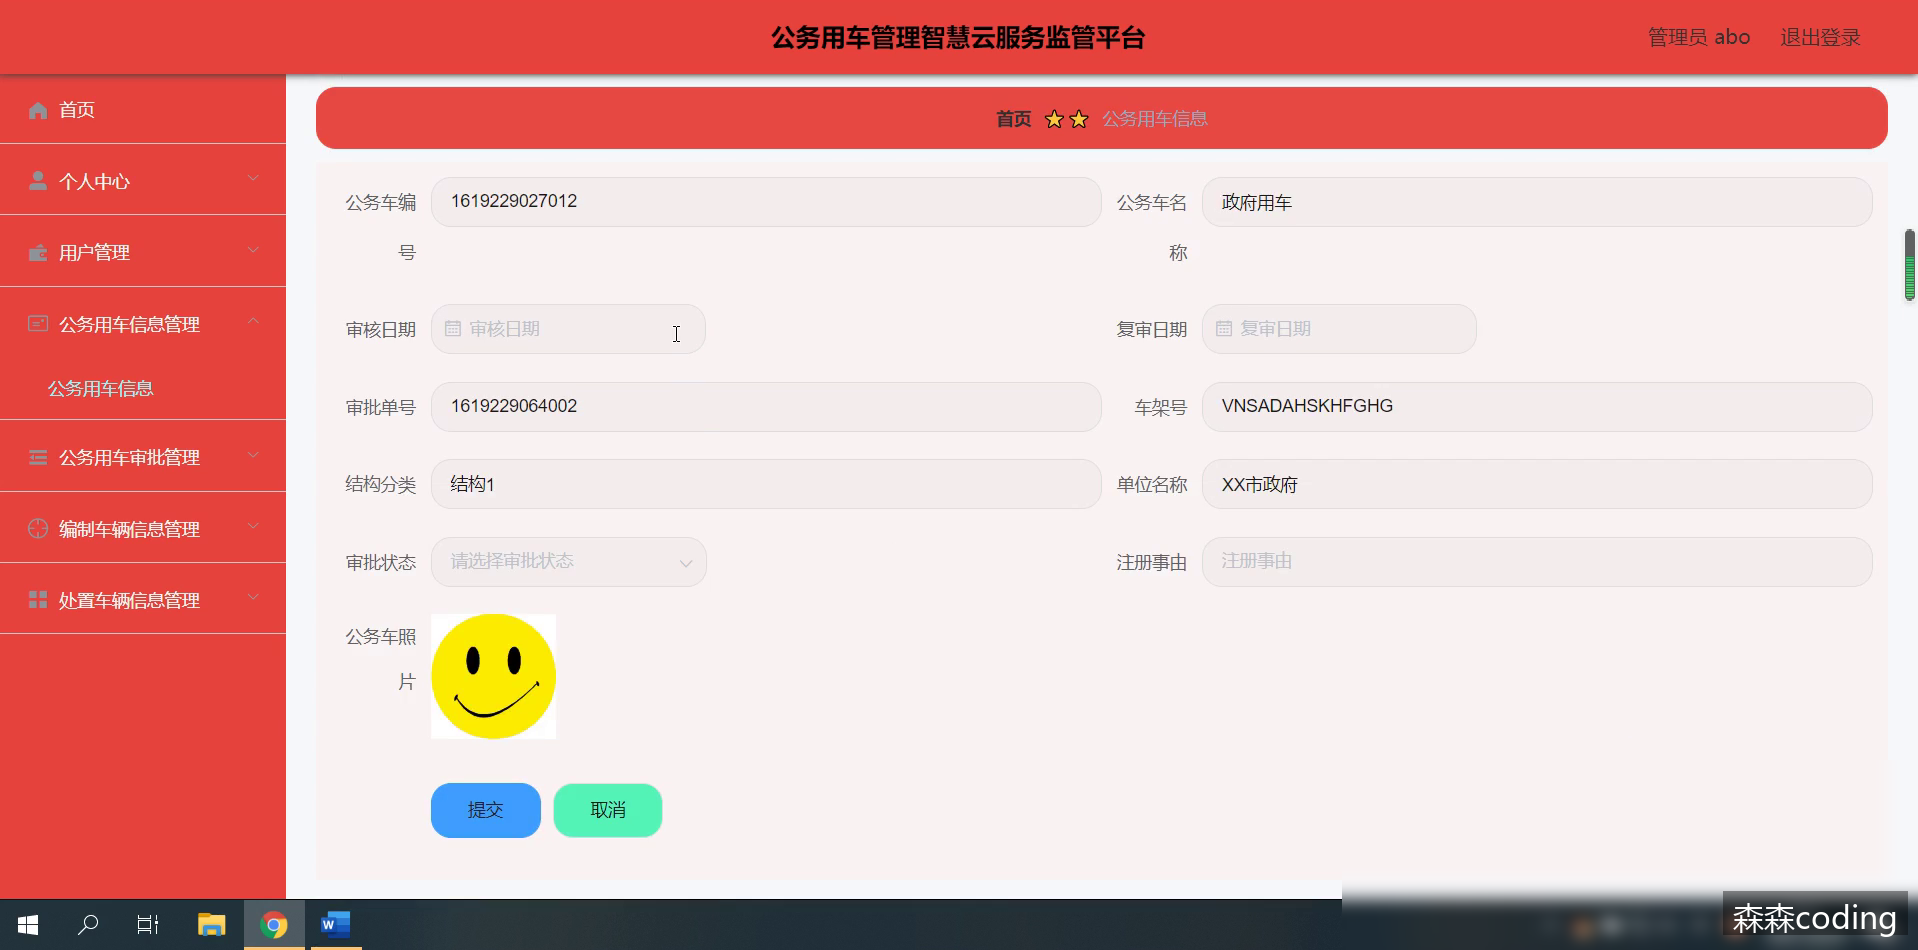 公务用车管理智慧云服务监管平台
管理员 abo
退出登录
首页
个人中心
用户管理
公务用车信息管理
公务用车信息
公务用车审批管理
编制车辆信息管理
处置车辆信息管理
首页 公务用车信息
公务车编号
1619229027012
公务车名称
政府用车
审核日期
审核日期
复审日期
复审日期
审批单号
1619229064002
车架号
VNSADAHSKHFGHG
结构分类
结构1
单位名称
XX市政府
审批状态
请选择审批状态
注册事由
注册事由
公务车照片
提交
取消
W
森森coding